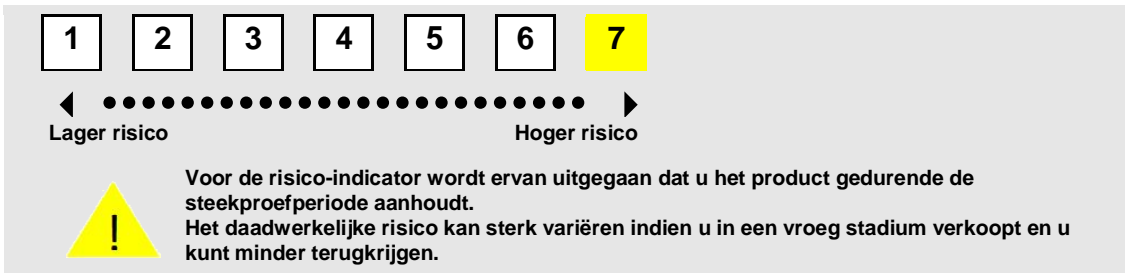 1 2 3 4 5 6 7
Lager risico Hoger risico
!
Voor de risico-indicator wordt ervan uitgegaan dat u het product gedurende de
steekproefperiode aanhoudt.
Het daadwerkelijke risico kan sterk variëren indien u in een vroeg stadium verkoopt en u
kunt minder terugkrijgen.